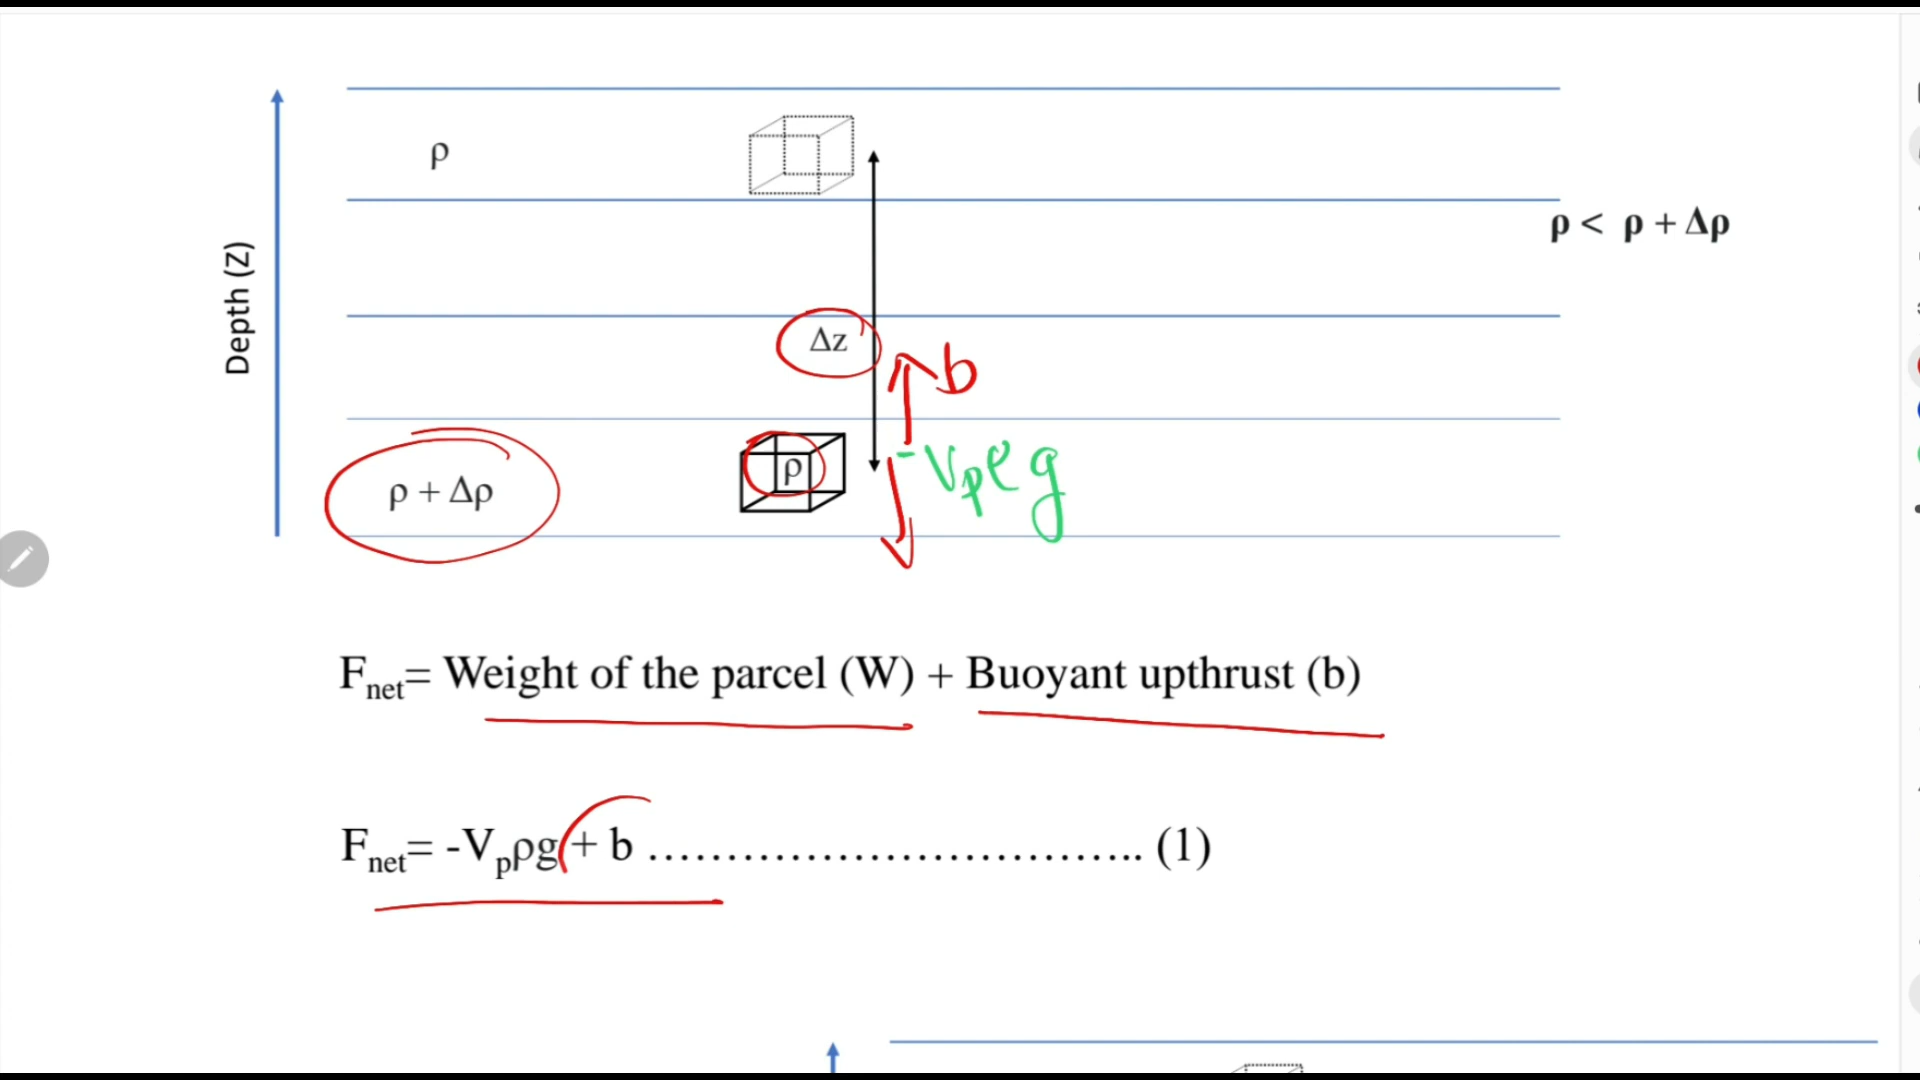 ρ
ρ < ρ + Δρ
Depth (Z)
Δz
b
ρ + Δρ
ρ
-Vpρg
Fnet= Weight of the parcel (W) + Buoyant upthrust (b)
Fnet= -Vpρg + b ………………………….. (1)